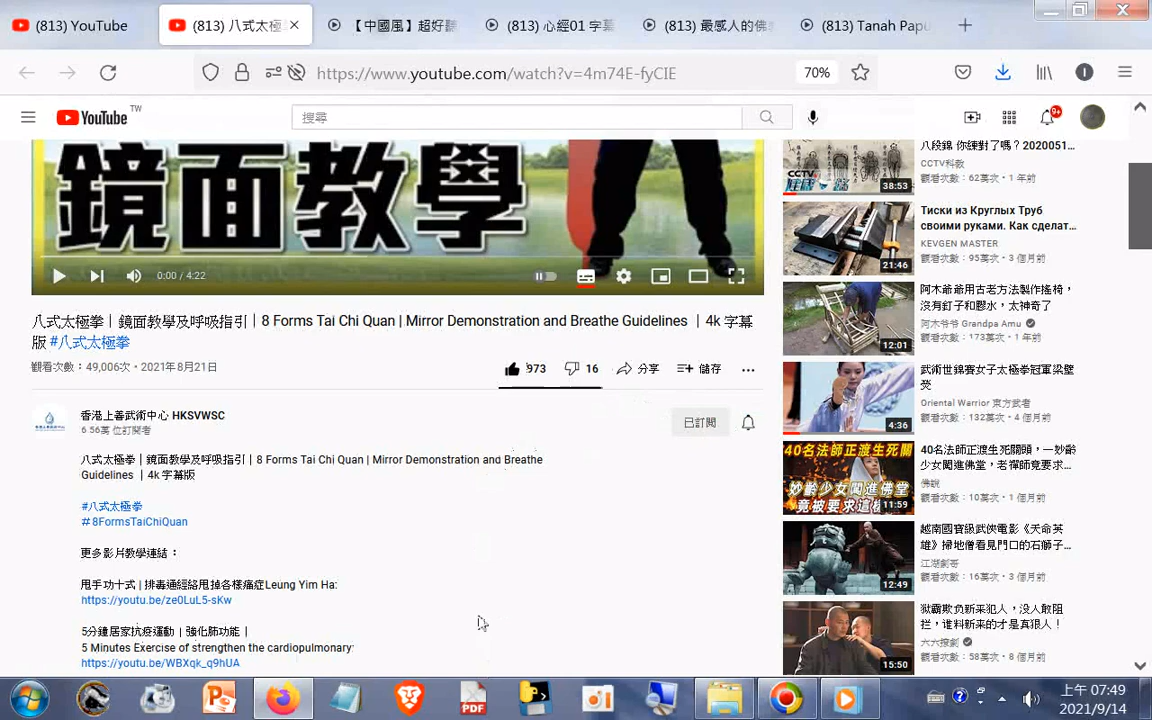 (813) YouTube
(813) 八式太極
【中國風】超好聽
(813) 心經01 字幕
(813) 最感人的佛
(813) Tanah Papu
https://www.youtube.com/watch?v=4m74E-fyCIE
70%
YouTube TW
搜尋
9+
鏡面教學
0:00 / 4:22
八式太極拳｜鏡面教學及呼吸指引｜8 Forms Tai Chi Quan | Mirror Demonstration and Breathe Guidelines ｜4k 字幕
版 #八式太極拳
觀看次數：49,006次・2021年8月21日
973
16
分享
儲存
香港上善武術中心 HKSVWSC
6.56萬 位訂閱者
已訂閱
八式太極拳｜鏡面教學及呼吸指引｜8 Forms Tai Chi Quan | Mirror Demonstration and Breathe
Guidelines ｜4k 字幕版
#八式太極拳
#8FormsTaiChiQuan
更多影片教學連結：
甩手功十式｜排毒通經絡甩掉各樣痛症Leung Yim Ha:
https://youtu.be/ze0LuL5-sKw
5分鐘居家抗疫運動｜強化肺功能｜
5 Minutes Exercise of strengthen the cardiopulmonary:
https://youtu.be/WBXqk_q9hUA
八段錦 你鍊對了嗎？2020051...
CCTV科教
觀看次數：62萬次・1 年前
CCTV
38:53
Тиски из Круглых Труб
своими руками. Как сделат...
KEVGEN MASTER
觀看次數：95萬次・3 個月前
21:46
阿木爺爺用古老方法製作搖椅，
沒有釘子和膠水，太神奇了
阿木爷爷 Grandpa Amu
觀看次數：173萬次・1 年前
12:01
武術世錦賽女子太極拳冠軍梁壁
荧
Oriental Warrior 東方武者
觀看次數：132萬次・4 個月前
4:36
40名法師正渡生死關頭，一妙齡
少女闖進佛堂，老禪師竟要求...
佛說
觀看次數：10萬次・1 個月前
40名法師正渡生死關
妙齡少女闖進佛堂
11:59
越南國寶級武俠電影《天命英
雄》掃地僧看見門口的石獅子...
江湖劍哥
觀看次數：16萬次・3 個月前
12:49
狱霸欺负新来犯人，没人敢阻
拦，谁料新来的才是真狠人！
觀看次數：58萬次・8 個月前
15:50
PDF
上午 07:49
2021/9/14